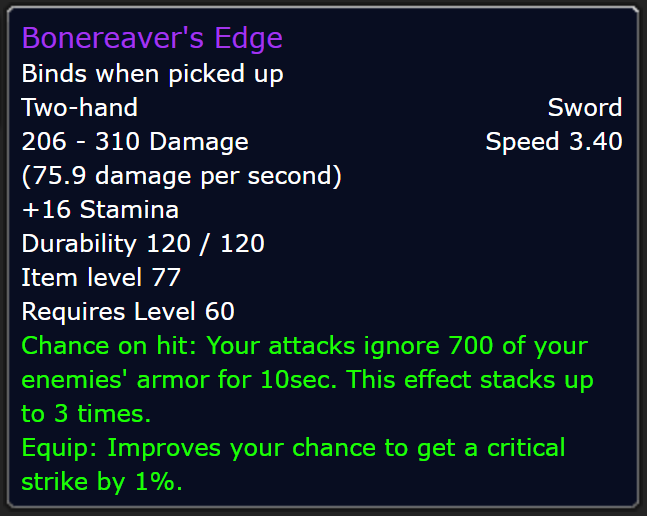 Bonereaver's Edge
Binds when picked up
Two-hand Sword
206 - 310 Damage Speed 3.40
(75.9 damage per second)
+16 Stamina
Durability 120 / 120
Item level 77
Requires Level 60
Chance on hit: Your attacks ignore 700 of your
enemies' armor for 10sec. This effect stacks up
to 3 times.
Equip: Improves your chance to get a critical
strike by 1%.